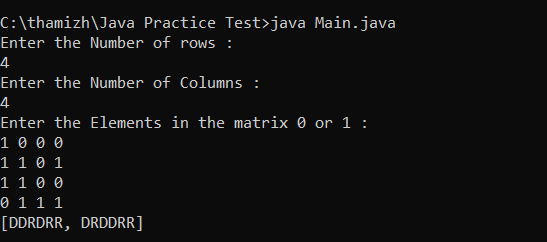 C:\thamizh\Java Practice Test>java Main.java
Enter the Number of rows :
4
Enter the Number of Columns :
4
Enter the Elements in the matrix 0 or 1 :
1 0 0 0
1 1 0 1
1 1 0 0
0 1 1 1
[DDRDRR, DRDDRR]